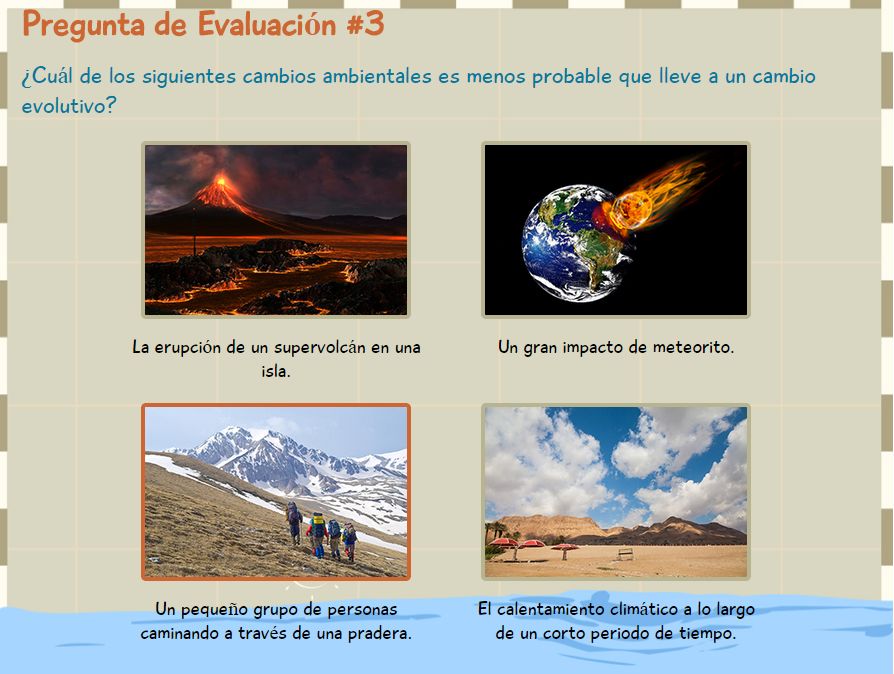 Pregunta de Evaluación #3
¿Cuál de los siguientes cambios ambientales es menos probable que lleve a un cambio
evolutivo?
La erupción de un supervolcán en una
isla.
Un gran impacto de meteorito.
Un pequeño grupo de personas
caminando a través de una pradera.
El calentamiento climático a lo largo
de un corto periodo de tiempo.